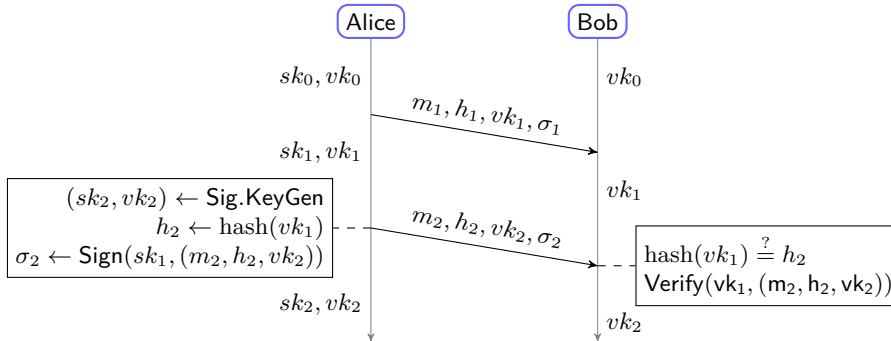 Alice Bob
sk₀, vk₀ vk₀
m₁, h₁, vk₁, σ₁
sk₁, vk₁
vk₁
(sk₂, vk₂) ← Sig.KeyGen
h₂ ← hash(vk₁)
σ₂ ← Sign(sk₁, (m₂, h₂, vk₂))
m₂, h₂, vk₂, σ₂
hash(vk₁) ≟ h₂
Verify(vk₁, (m₂, h₂, vk₂))
sk₂, vk₂
vk₂